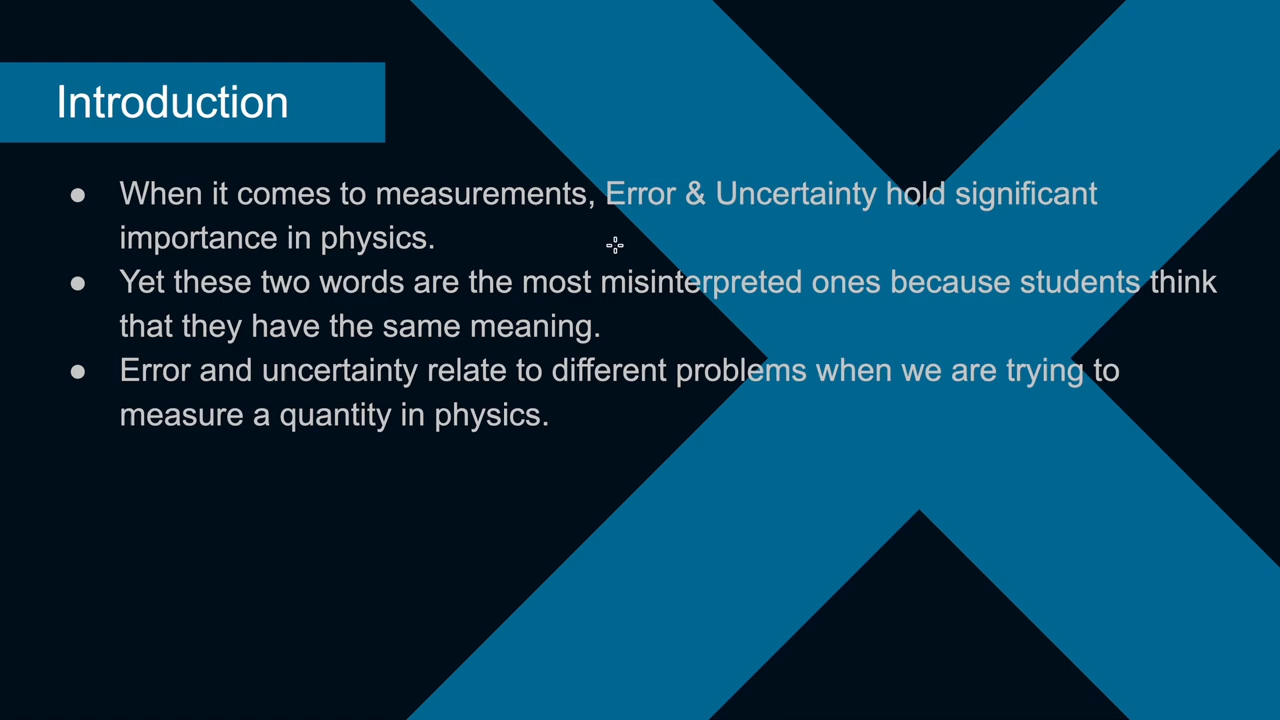 Introduction
● When it comes to measurements, Error & Uncertainty hold significant
importance in physics.
● Yet these two words are the most misinterpreted ones because students think
that they have the same meaning.
● Error and uncertainty relate to different problems when we are trying to
measure a quantity in physics.